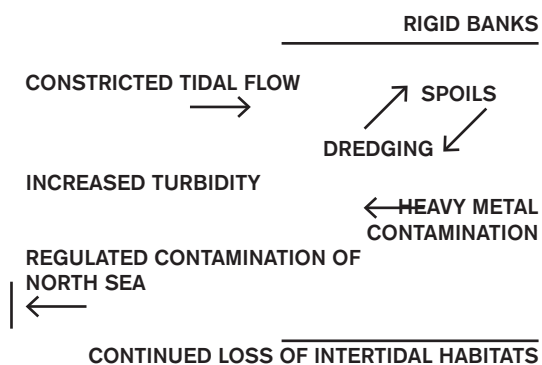 RIGID BANKS
CONSTRICTED TIDAL FLOW
SPOILS
DREDGING
INCREASED TURBIDITY
HEAVY METAL
CONTAMINATION
REGULATED CONTAMINATION OF
NORTH SEA
CONTINUED LOSS OF INTERTIDAL HABITATS